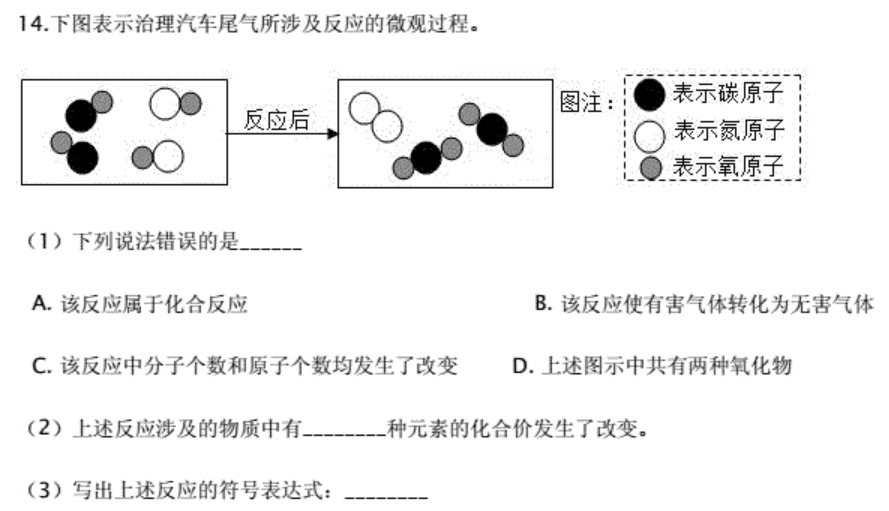 14.下图表示治理汽车尾气所涉及反应的微观过程。
反应后
图注：
表示碳原子
表示氮原子
表示氧原子
（1）下列说法错误的是______
A. 该反应属于化合反应 B. 该反应使有害气体转化为无害气体
C. 该反应中分子个数和原子个数均发生了改变 D. 上述图示中共有两种氧化物
（2）上述反应涉及的物质中有________种元素的化合价发生了改变。
（3）写出上述反应的符号表达式：________